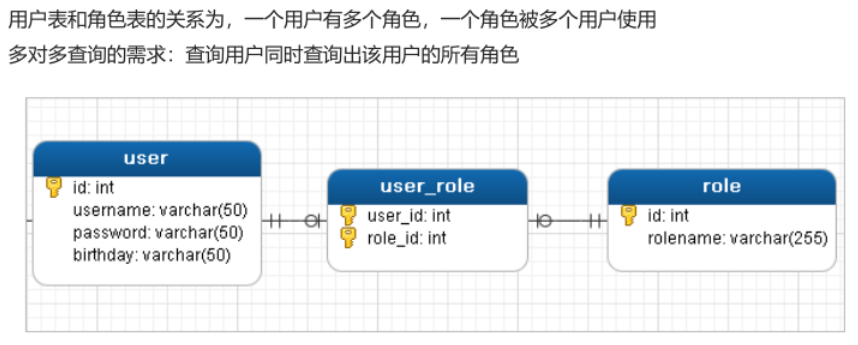 用户表和角色表的关系为，一个用户有多个角色，一个角色被多个用户使用
多对多查询的需求：查询用户同时查询出该用户的所有角色
user
id: int
username: varchar(50)
password: varchar(50)
birthday: varchar(50)
user_role
user_id: int
role_id: int
role
id: int
rolename: varchar(255)